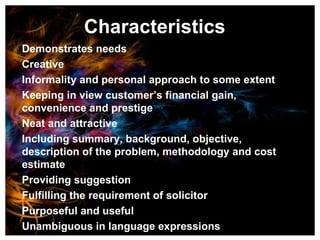 Characteristics
Demonstrates needs
Creative
Informality and personal approach to some extent
Keeping in view customer's financial gain,
convenience and prestige
Neat and attractive
Including summary, background, objective,
description of the problem, methodology and cost
estimate
Providing suggestion
Fulfilling the requirement of solicitor
Purposeful and useful
Unambiguous in language expressions